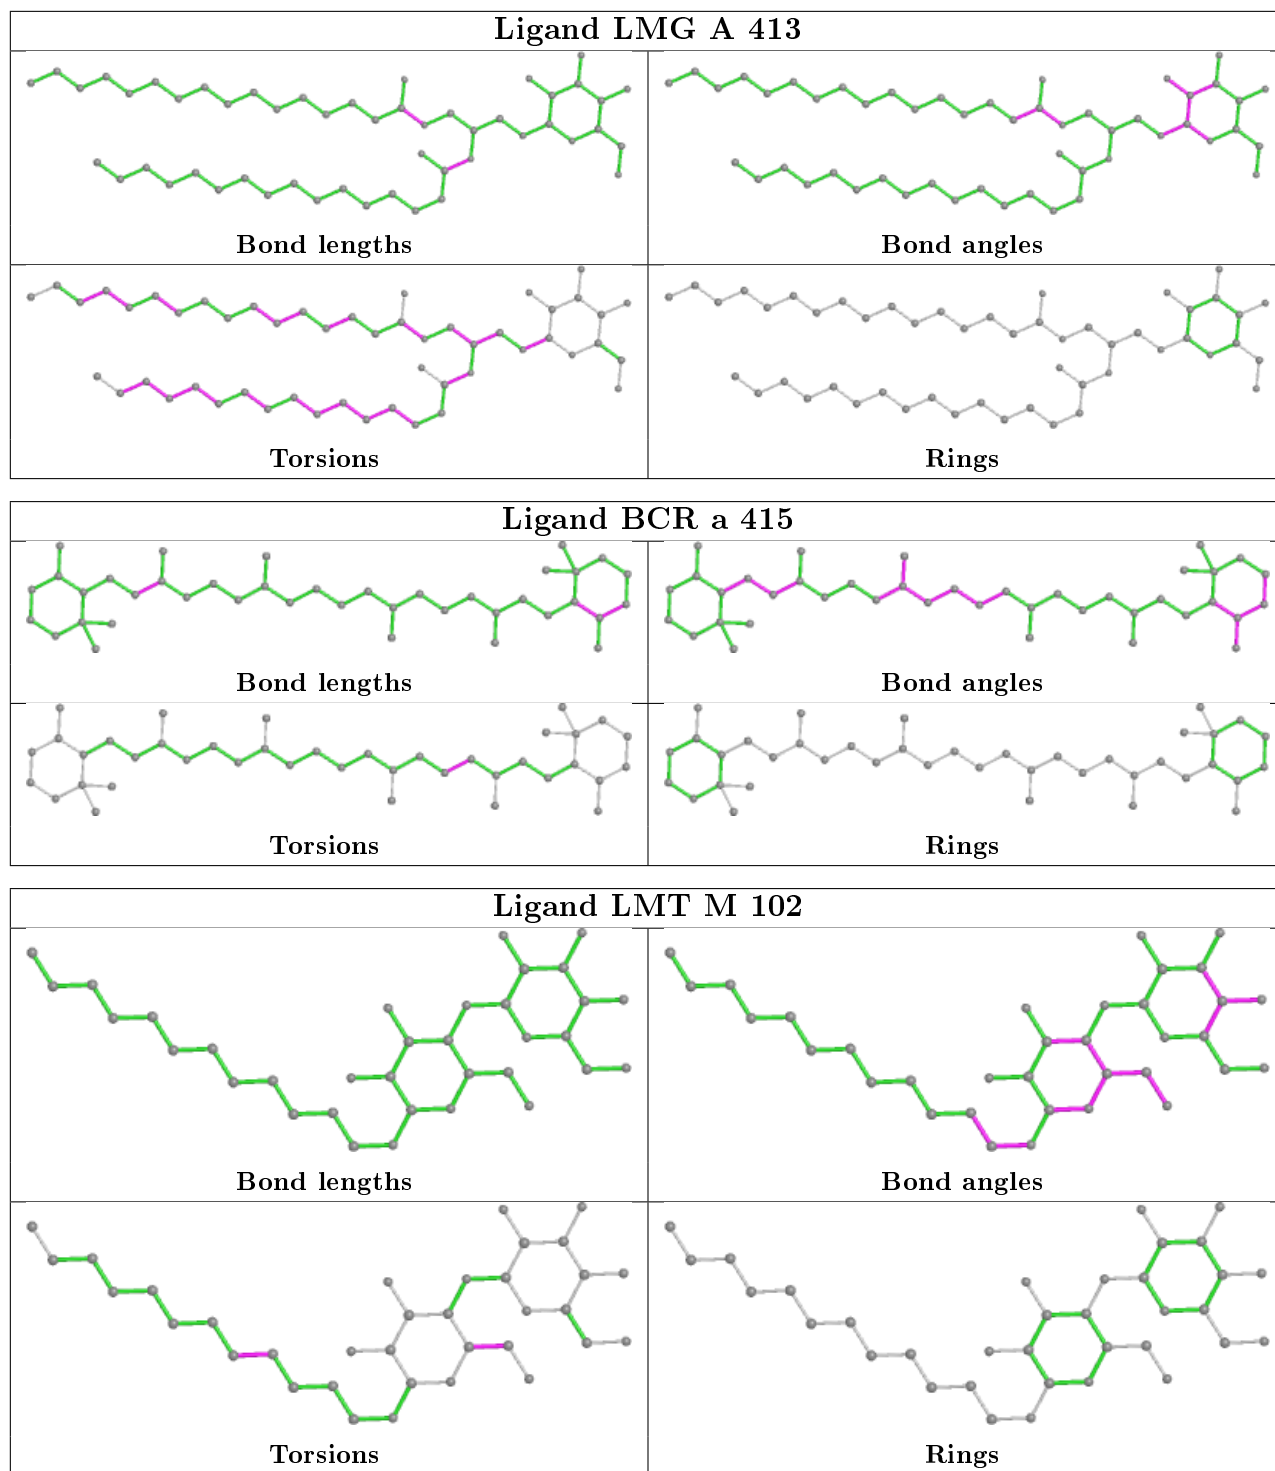 Ligand LMG A 413
Bond lengths
Bond angles
Torsions
Rings
Ligand BCR a 415
Bond lengths
Bond angles
Torsions
Rings
Ligand LMT M 102
Bond lengths
Bond angles
Torsions
Rings